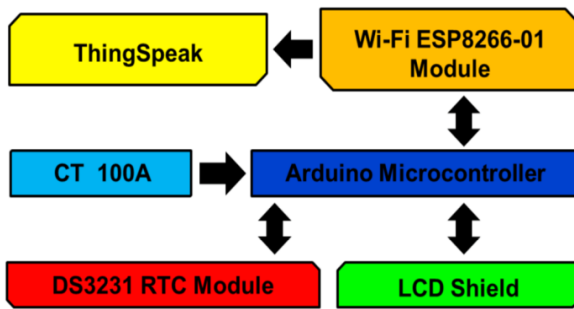 ThingSpeak
Wi-Fi ESP8266-01
Module
CT 100A
Arduino Microcontroller
DS3231 RTC Module
LCD Shield